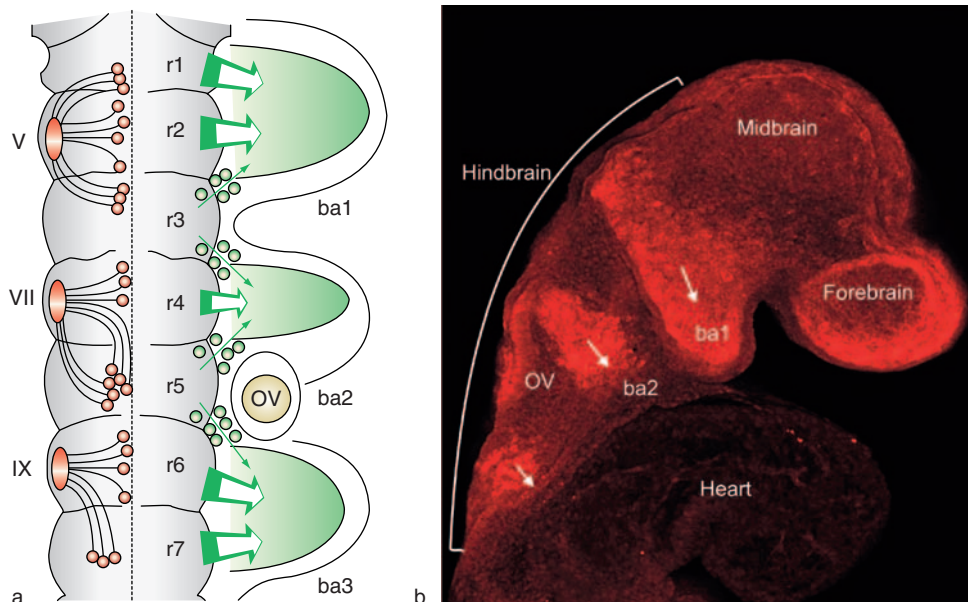 r1
r2
V
r3
ba1
VII
r4
r5
OV
ba2
IX
r6
r7
ba3
a
Midbrain
Hindbrain
Forebrain
ba1
OV
ba2
Heart
b